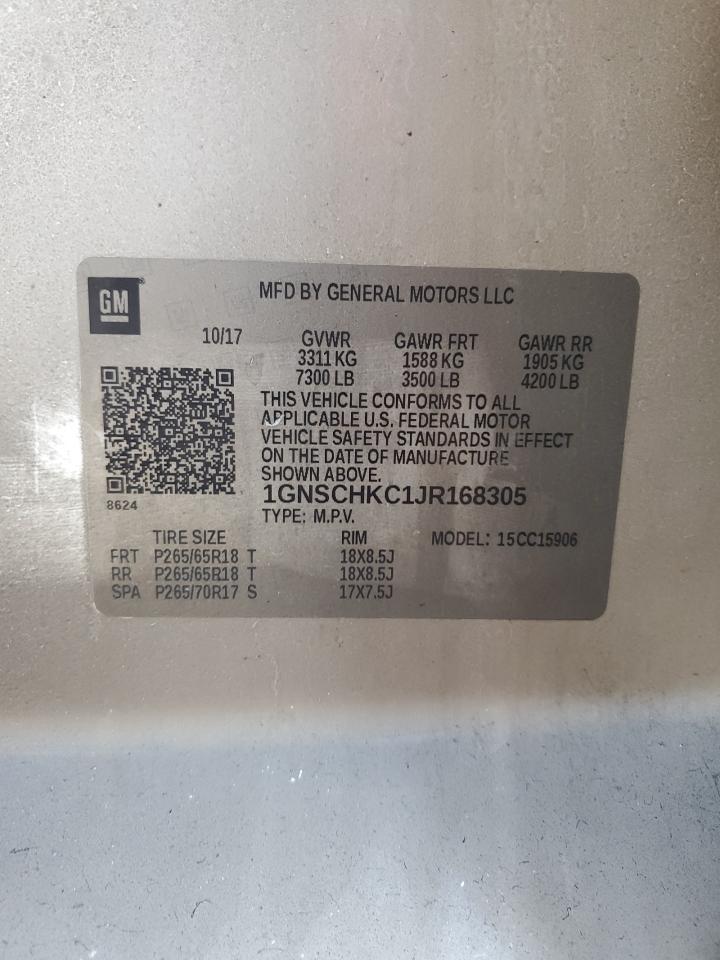 GM
MFD BY GENERAL MOTORS LLC
10/17 GVWR GAWR FRT GAWR RR
3311 KG 1588 KG 1905 KG
7300 LB 3500 LB 4200 LB
THIS VEHICLE CONFORMS TO ALL
APPLICABLE U.S. FEDERAL MOTOR
VEHICLE SAFETY STANDARDS IN EFFECT
ON THE DATE OF MANUFACTURE
SHOWN ABOVE.
1GNSCHKC1JR168305
8624
TYPE: M.P.V.
TIRE SIZE RIM MODEL: 15CC15906
FRT P265/65R18 T 18X8.5J
RR P265/65R18 T 18X8.5J
SPA P265/70R17 S 17X7.5J